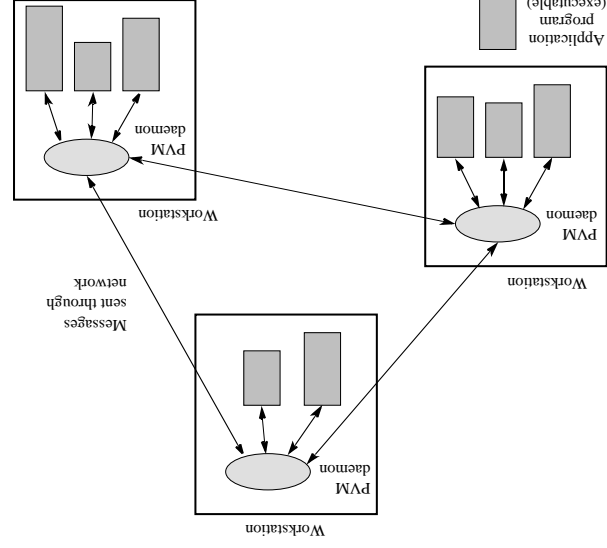 Workstation
PVM
daemon
Messages
sent through
network
Workstation
PVM
daemon
Workstation
PVM
daemon
Application
program
(executable)